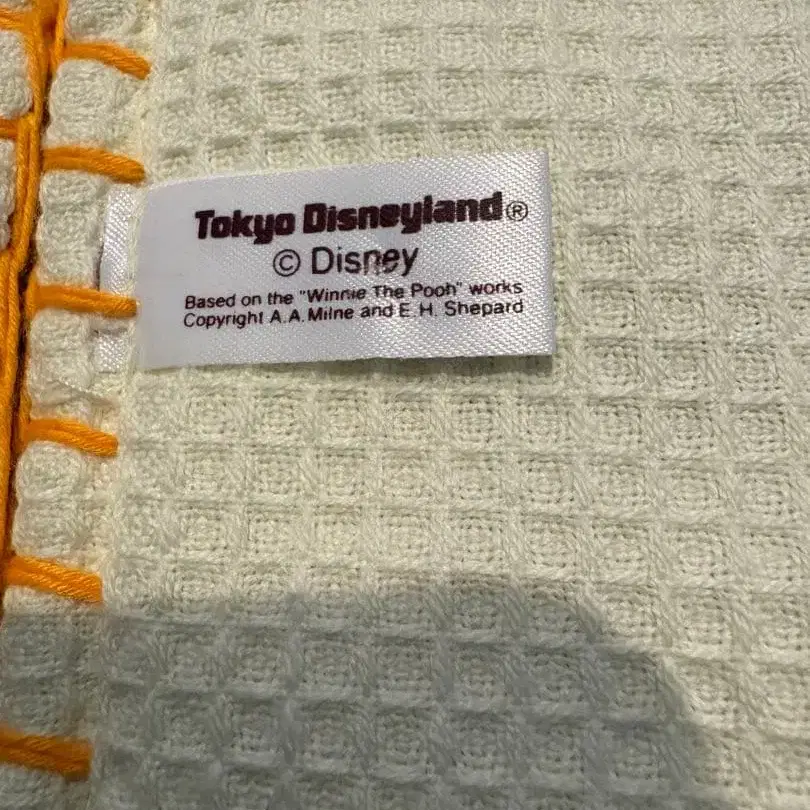 Tokyo Disneyland®
© Disney
Based on the "Winnie The Pooh" works
Copyright A.A.Milne and E.H. Shepard